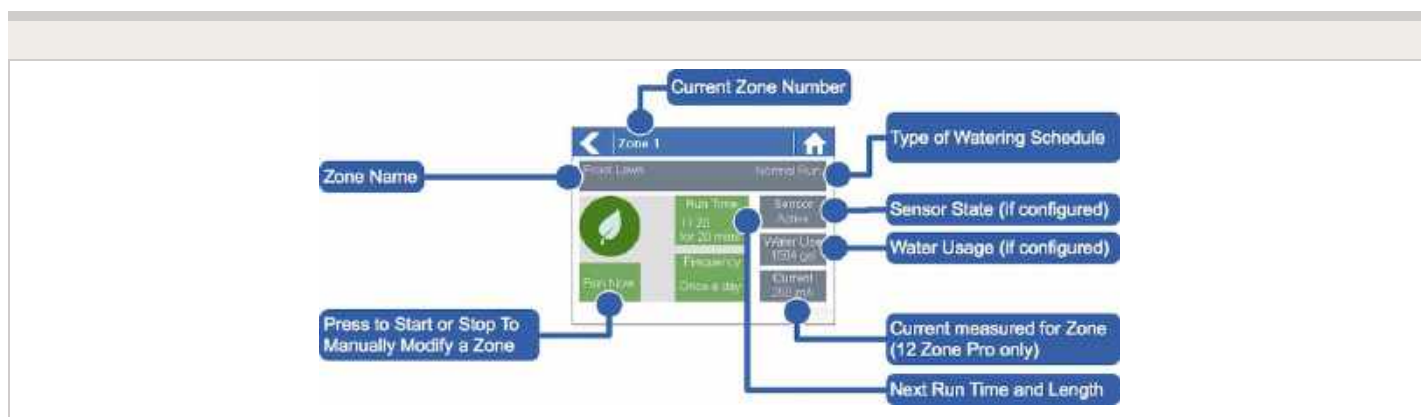 Current Zone Number
Type of Watering Schedule
Zone 1
Zone Name
Front Lawn
Normal Run
Sensor State (if configured)
Run Time
Sensor
Active
11:20
for 20 mins
Water Usage (if configured)
Water Use
Frequency
Run Now
Once a day
Current
Press to Start or Stop To
Manually Modify a Zone
Current measured for Zone
(12 Zone Pro only)
Next Run Time and Length